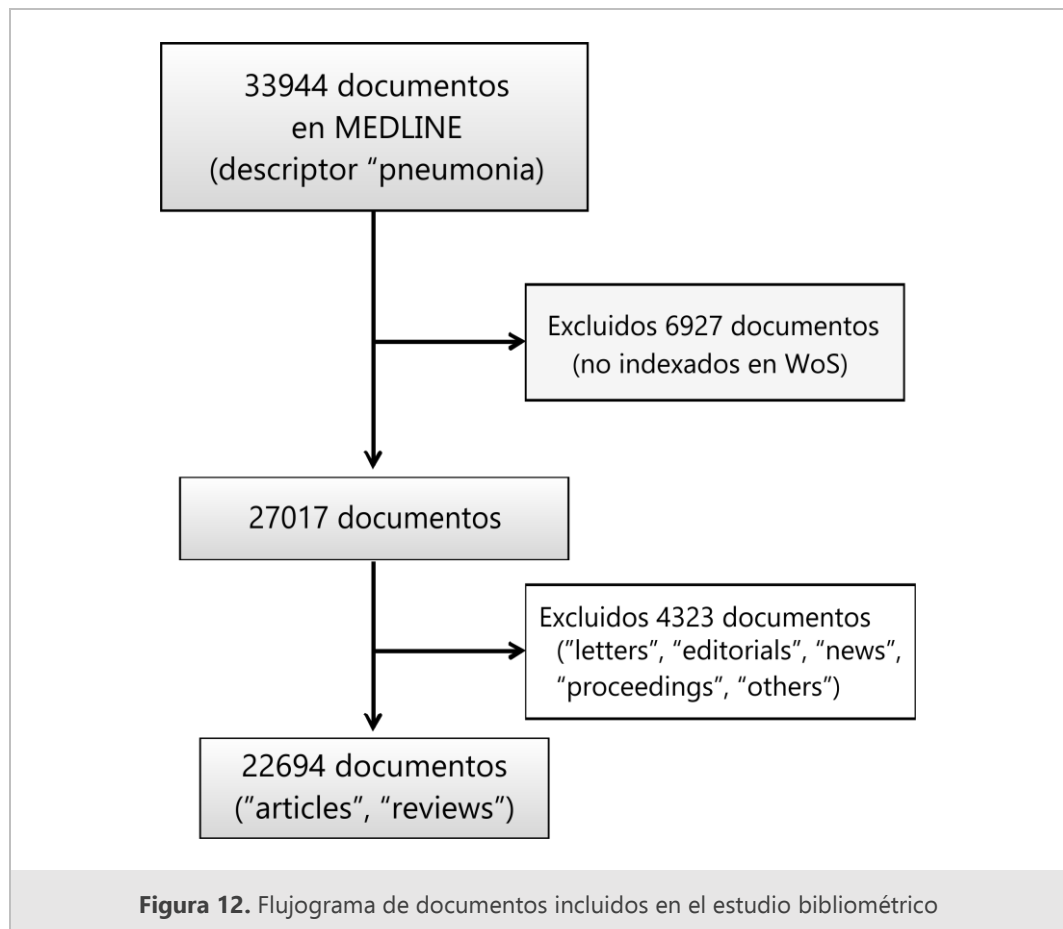 33944 documentos
en MEDLINE
(descriptor “pneumonia)
Excluidos 6927 documentos
(no indexados en WoS)
27017 documentos
Excluidos 4323 documentos
(”letters”, “editorials”, “news”,
“proceedings”, “others”)
22694 documentos
(”articles”, “reviews”)
Figura 12. Flujograma de documentos incluidos en el estudio bibliométrico